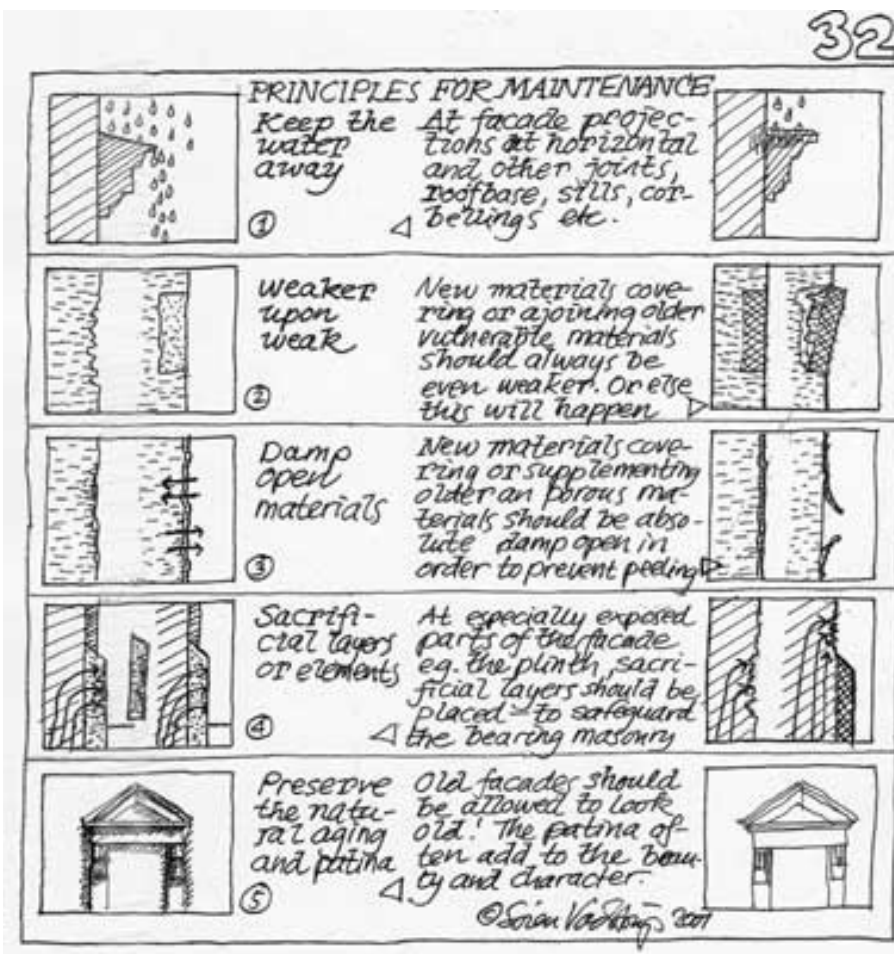 32
PRINCIPLES FOR MAINTENANCE
Keep the
water
away
①
At facade projec-
tions at horizontal
and other joints,
roofbase, sills, cor-
bellings etc.
weaker
upon
weak
②
New materials cove-
ring or ajoining older
vulnerable materials
should always be
even weaker. Or else
this will happen
Damp
open
materials
③
New materials cove-
ring or supplementing
older an porous ma-
terials should be abso-
lute damp open in
order to prevent peeling
Sacrifi-
cial layers
or elements
④
At especially exposed
parts of the facade
eg. the plinth, sacri-
ficial layers should be
placed - to safeguard
the bearing masonry
Preserve
the natu-
ral aging
and patina
⑤
Old facades should
be allowed to look
old! The patina of-
ten add to the beau-
ty and character.
© Sören